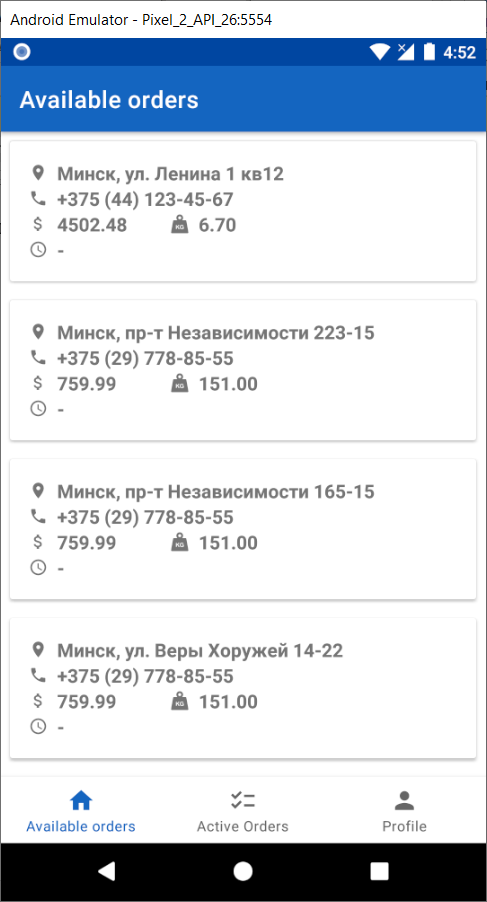 Android Emulator - Pixel_2_API_26:5554
4:52
Available orders
Минск, ул. Ленина 1 кв12
+375 (44) 123-45-67
$ 4502.48 KG 6.70
-
Минск, пр-т Независимости 223-15
+375 (29) 778-85-55
$ 759.99 KG 151.00
-
Минск, пр-т Независимости 165-15
+375 (29) 778-85-55
$ 759.99 KG 151.00
-
Минск, ул. Веры Хоружей 14-22
+375 (29) 778-85-55
$ 759.99 KG 151.00
-
Available orders Active Orders Profile